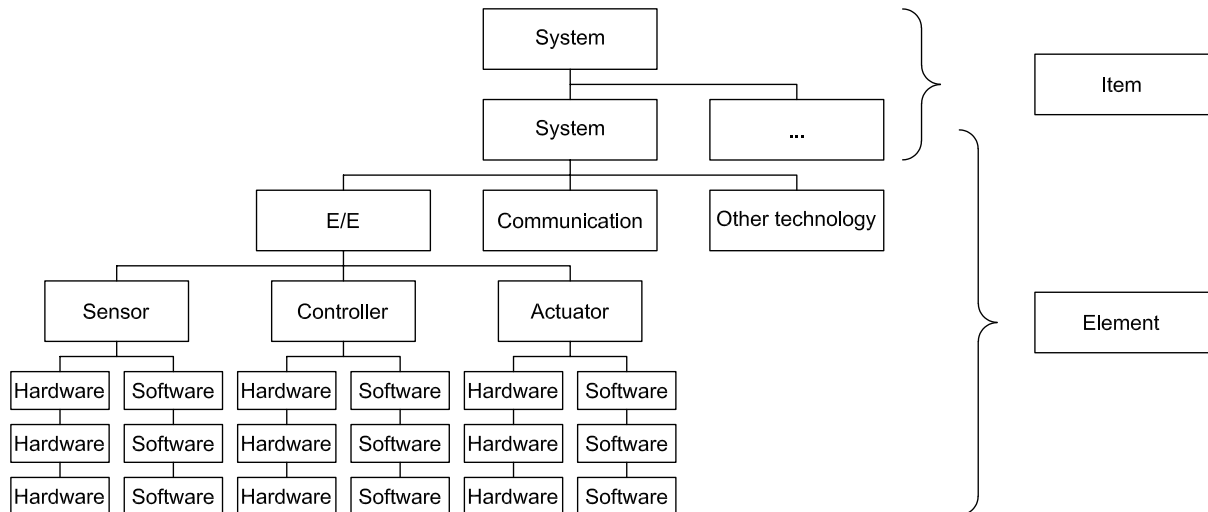 System
Item
System
...
E/E
Communication
Other technology
Sensor
Controller
Actuator
Element
Hardware Software Hardware Software Hardware Software
Hardware Software Hardware Software Hardware Software
Hardware Software Hardware Software Hardware Software